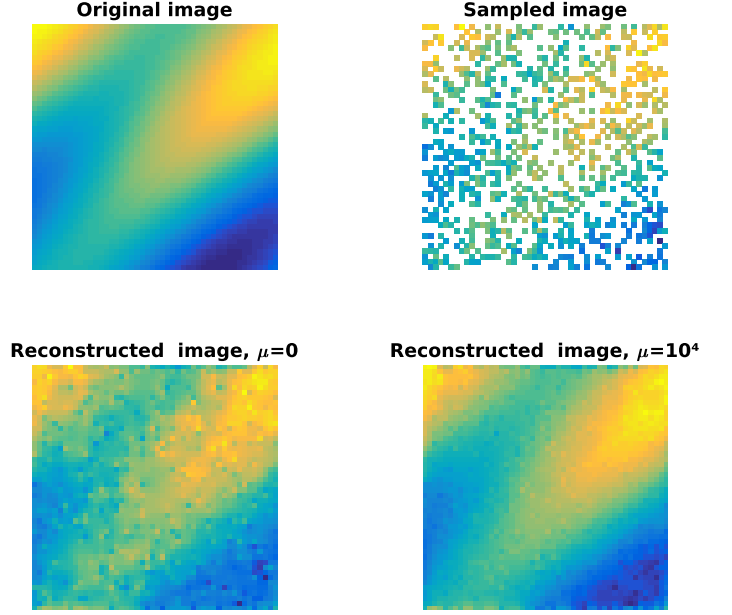 Original image
Sampled image
Reconstructed  image, μ=0
Reconstructed  image, μ=10⁴